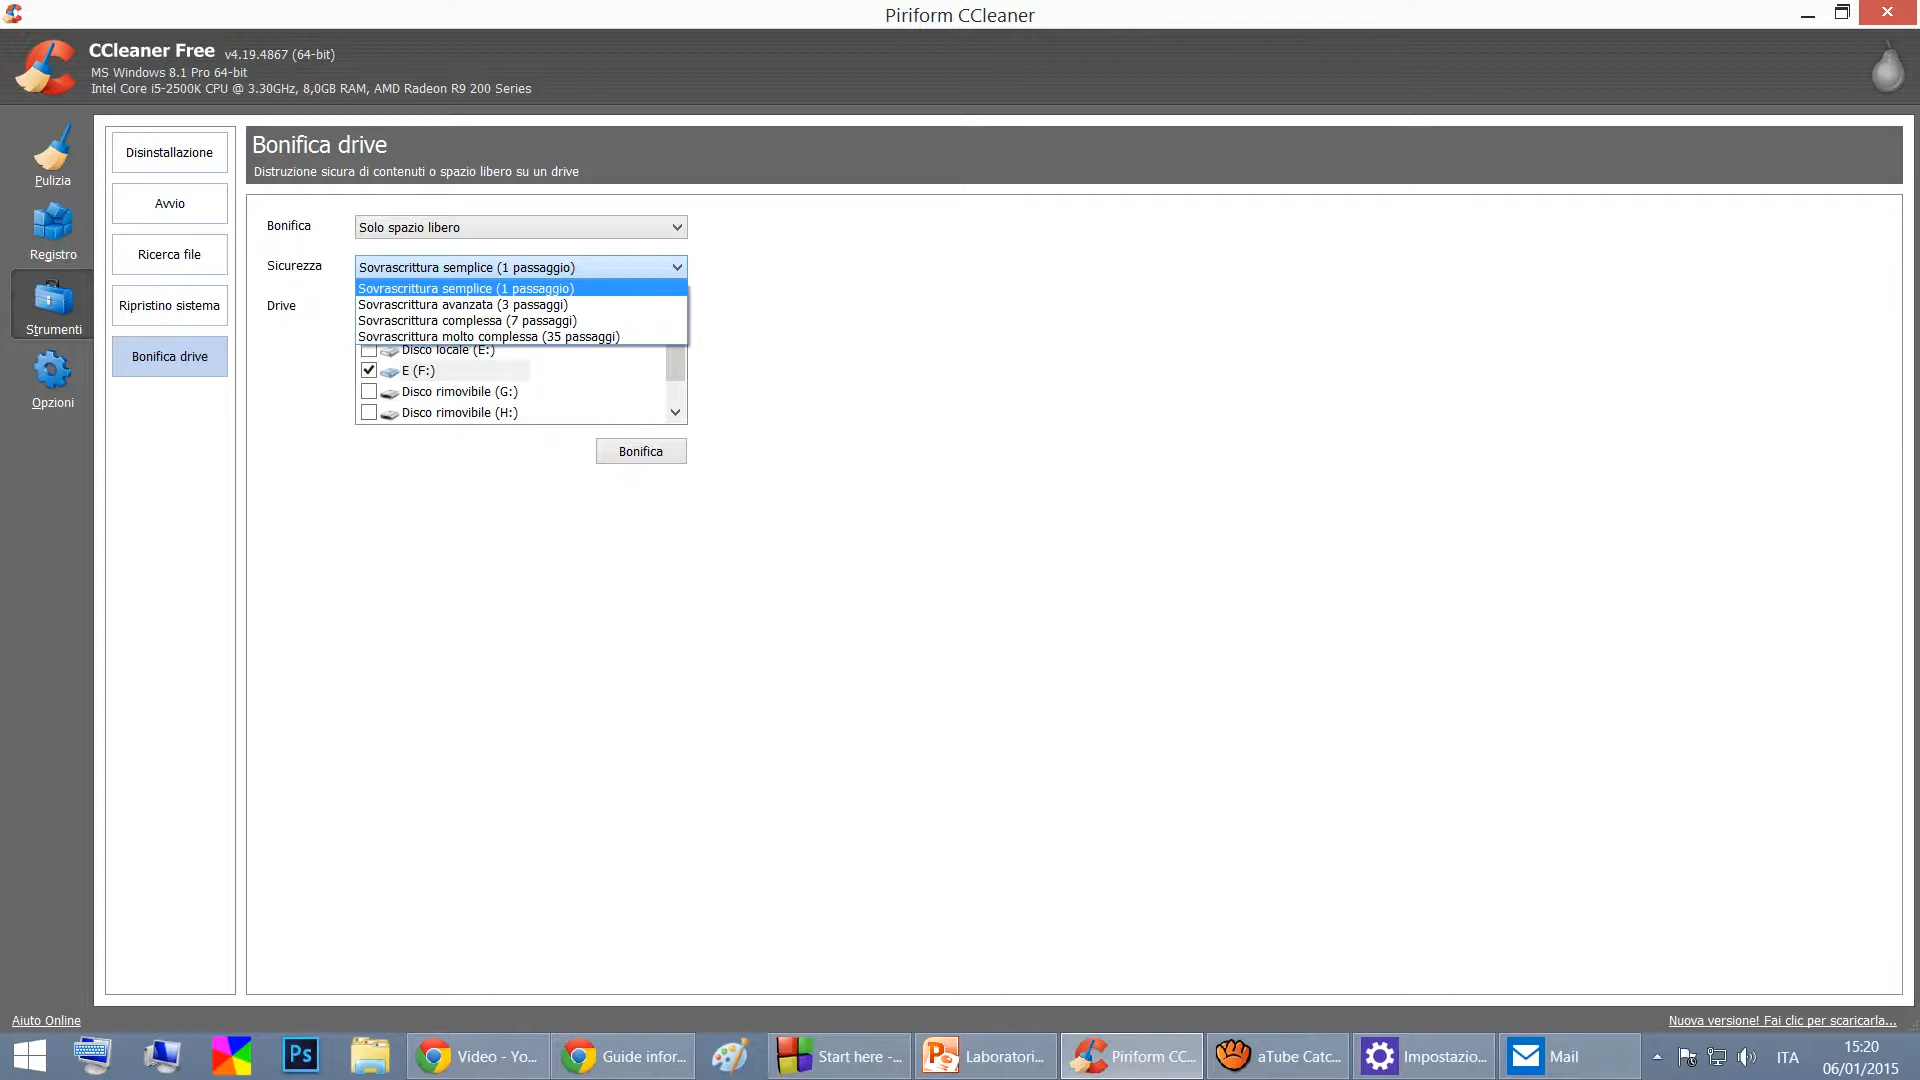 Piriform CCleaner
CCleaner Free v4.19.4867 (64-bit)
MS Windows 8.1 Pro 64-bit
Intel Core i5-2500K CPU @ 3.30GHz, 8,0GB RAM, AMD Radeon R9 200 Series
Pulizia
Registro
Strumenti
Opzioni
Disinstallazione
Avvio
Ricerca file
Ripristino sistema
Bonifica drive
Bonifica drive
Distruzione sicura di contenuti o spazio libero su un drive
Bonifica
Solo spazio libero
Sicurezza
Sovrascrittura semplice (1 passaggio)
Sovrascrittura semplice (1 passaggio)
Sovrascrittura avanzata (3 passaggi)
Sovrascrittura complessa (7 passaggi)
Sovrascrittura molto complessa (35 passaggi)
Drive
Disco locale (E:)
E (F:)
Disco rimovibile (G:)
Disco rimovibile (H:)
Bonifica
Aiuto Online
Nuova versione! Fai clic per scaricarla...
Ps
Video - Yo...
Guide infor...
Start here -...
Laboratori...
Piriform CC...
aTube Catc...
Impostazio...
Mail
ITA
15:20
06/01/2015